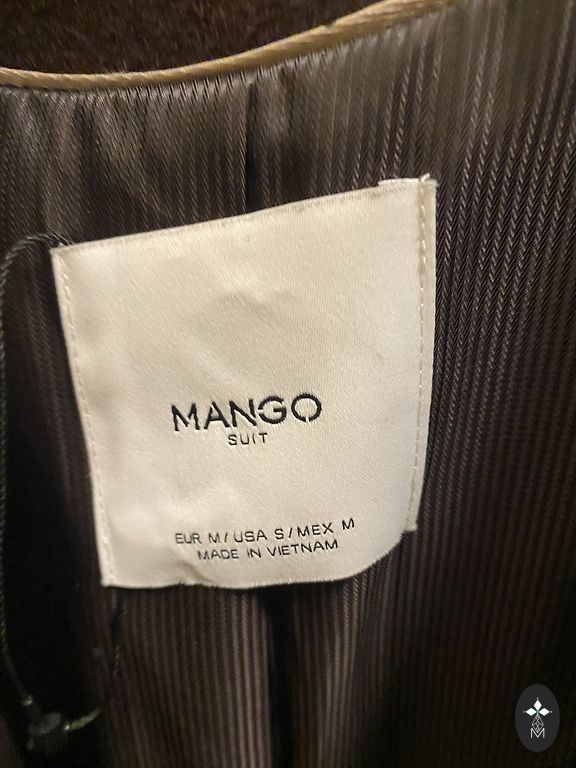 MANGO
SUIT
EUR M / USA S / MEX M
MADE IN VIETNAM
M